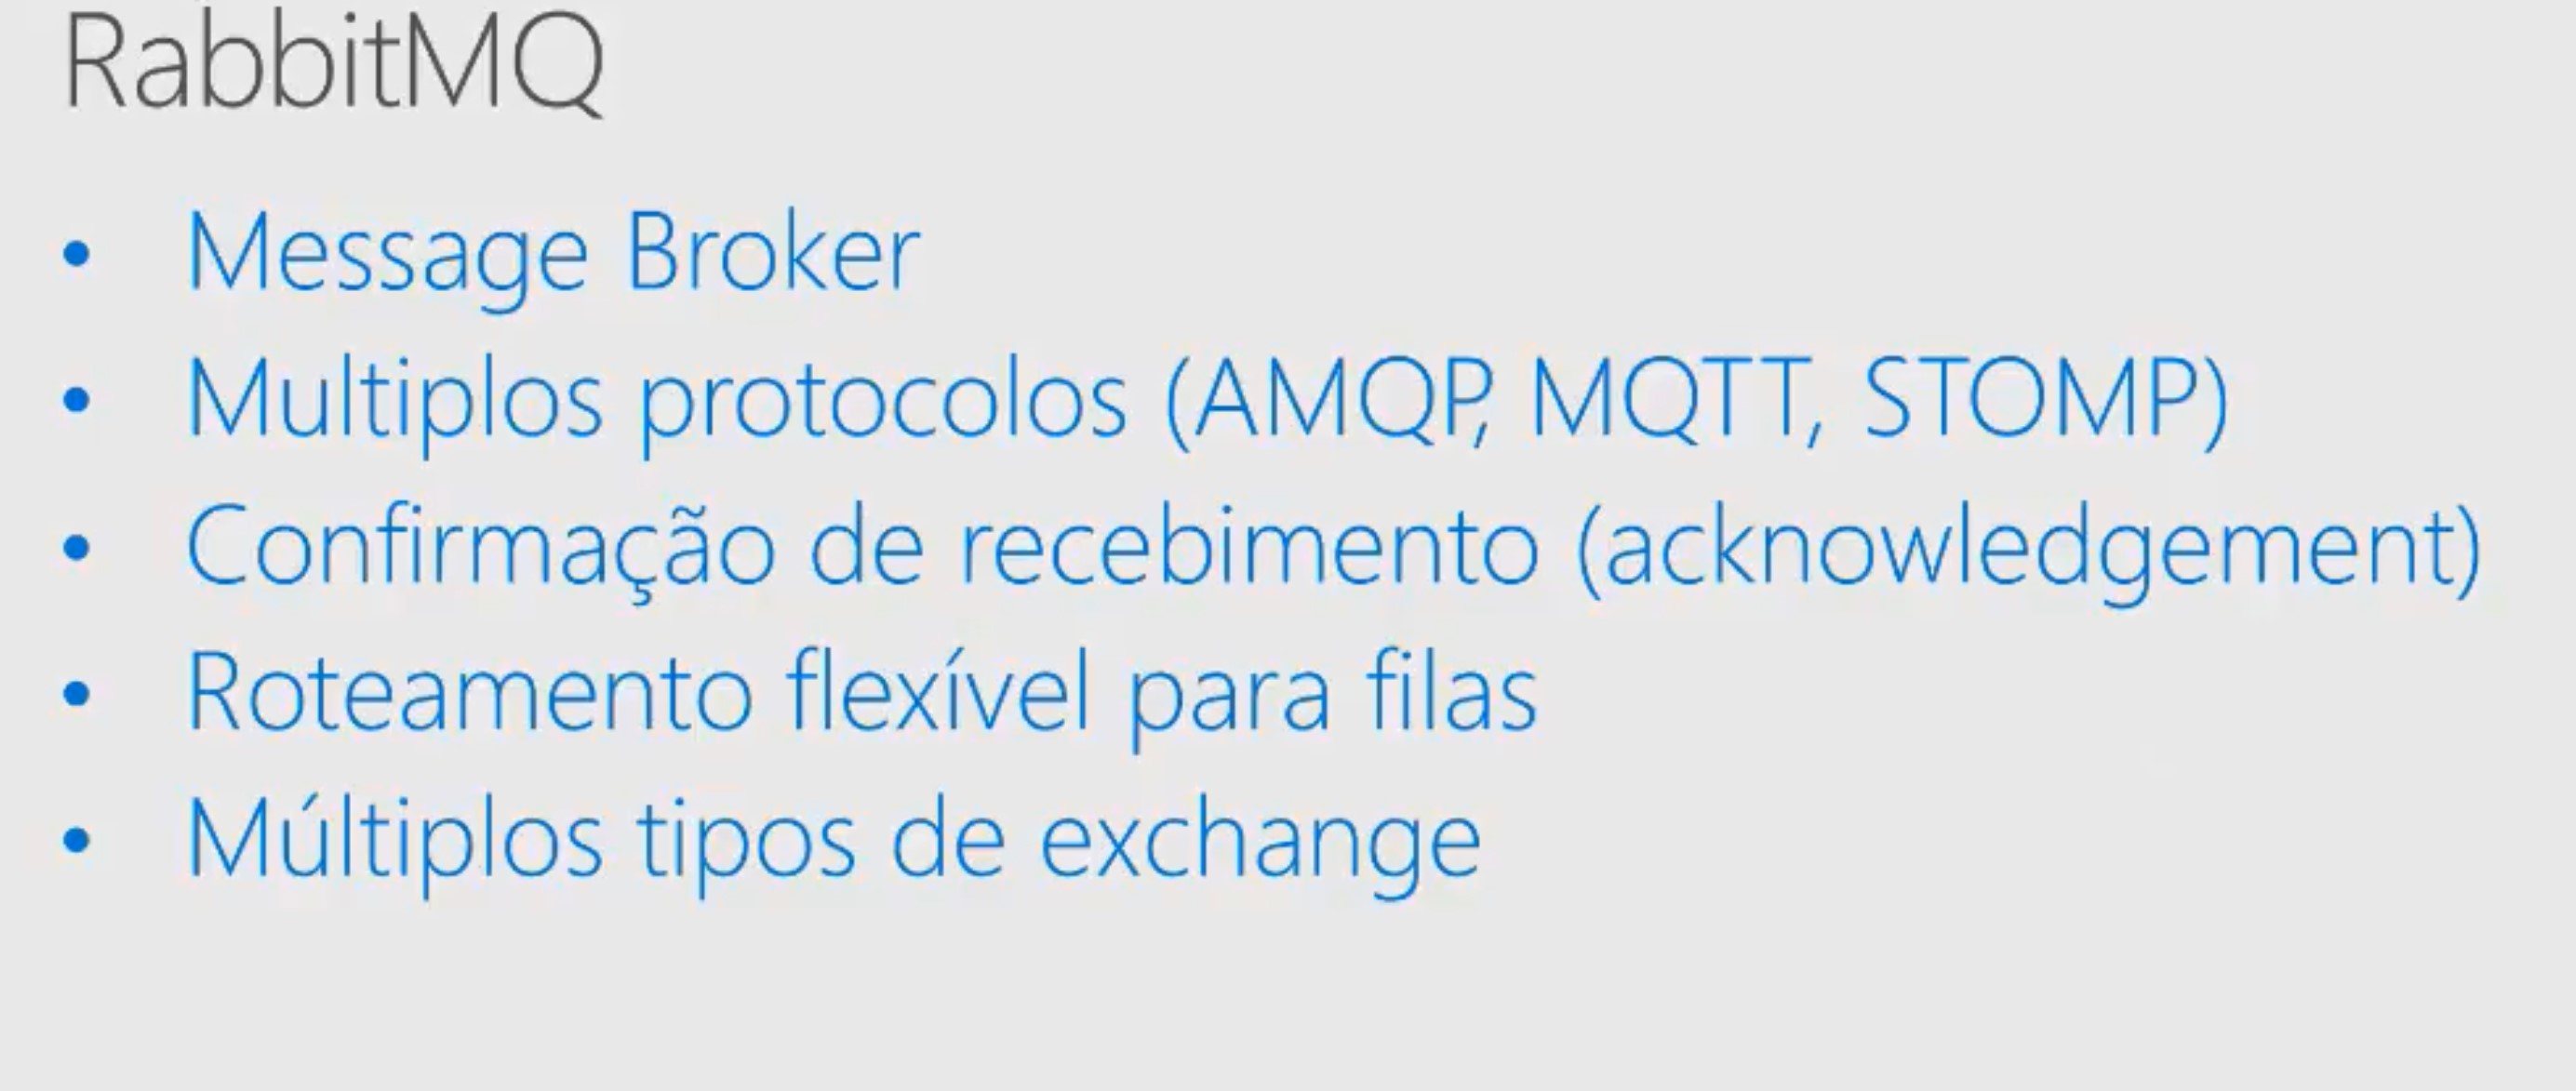 RabbitMQ
• Message Broker
• Multiplos protocolos (AMQP, MQTT, STOMP)
• Confirmação de recebimento (acknowledgement)
• Roteamento flexível para filas
• Múltiplos tipos de exchange